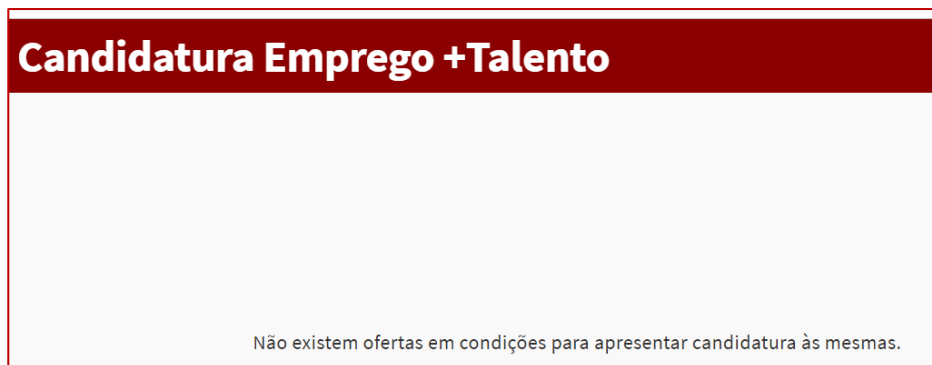 Candidatura Emprego +Talento
Não existem ofertas em condições para apresentar candidatura às mesmas.